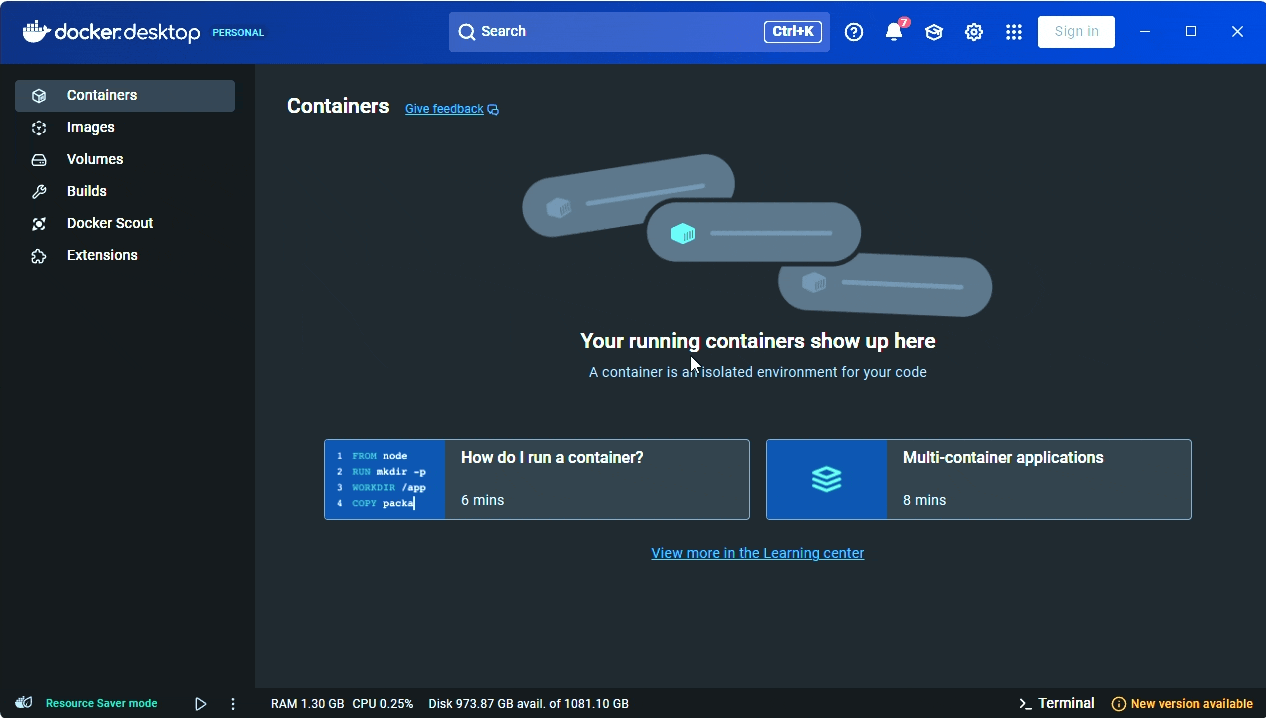 docker.desktop PERSONAL
Search
Ctrl+K
7
Sign in
Containers
Images
Volumes
Builds
Docker Scout
Extensions
Containers
Give feedback
Your running containers show up here
A container is an isolated environment for your code
1 FROM node
2 RUN mkdir -p
3 WORKDIR /app
4 COPY packa
How do I run a container?
6 mins
Multi-container applications
8 mins
View more in the Learning center
Resource Saver mode
RAM 1.30 GB CPU 0.25% Disk 973.87 GB avail. of 1081.10 GB
>_ Terminal
New version available